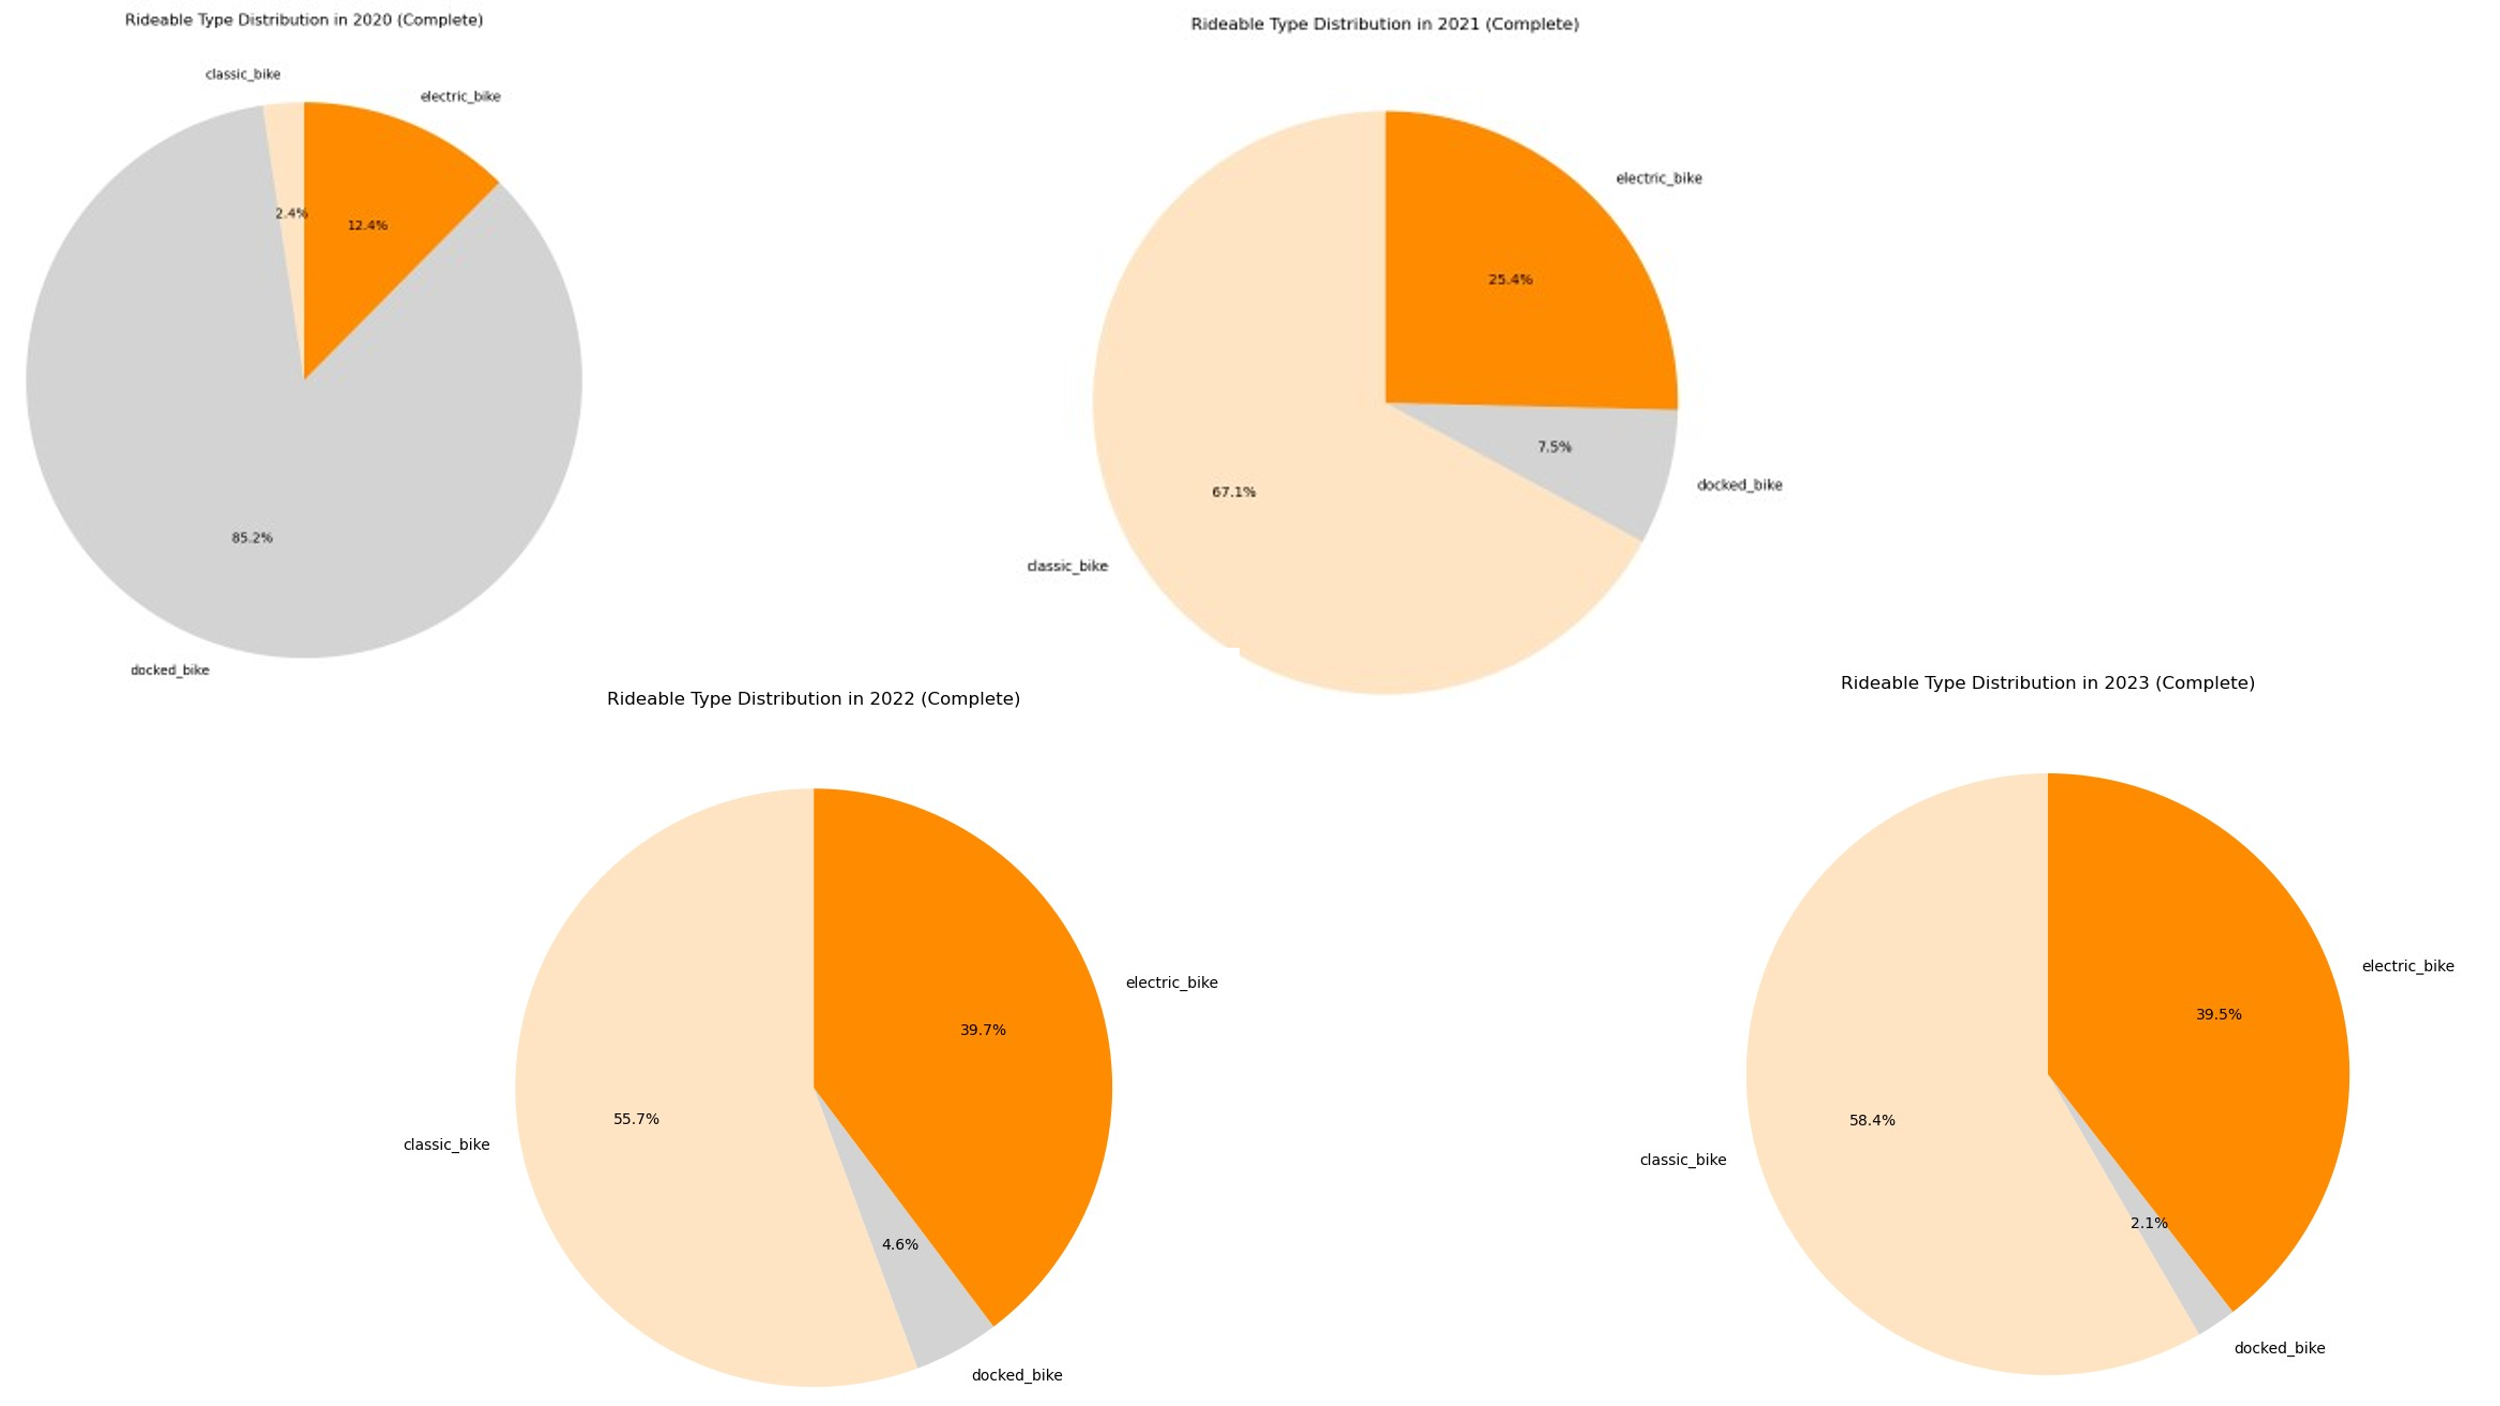 Rideable Type Distribution in 2020 (Complete)
classic_bike
electric_bike
2.4%
12.4%
85.2%
docked_bike
Rideable Type Distribution in 2021 (Complete)
electric_bike
25.4%
7.5%
docked_bike
67.1%
classic_bike
Rideable Type Distribution in 2022 (Complete)
electric_bike
39.7%
55.7%
classic_bike
4.6%
docked_bike
Rideable Type Distribution in 2023 (Complete)
electric_bike
39.5%
58.4%
classic_bike
2.1%
docked_bike